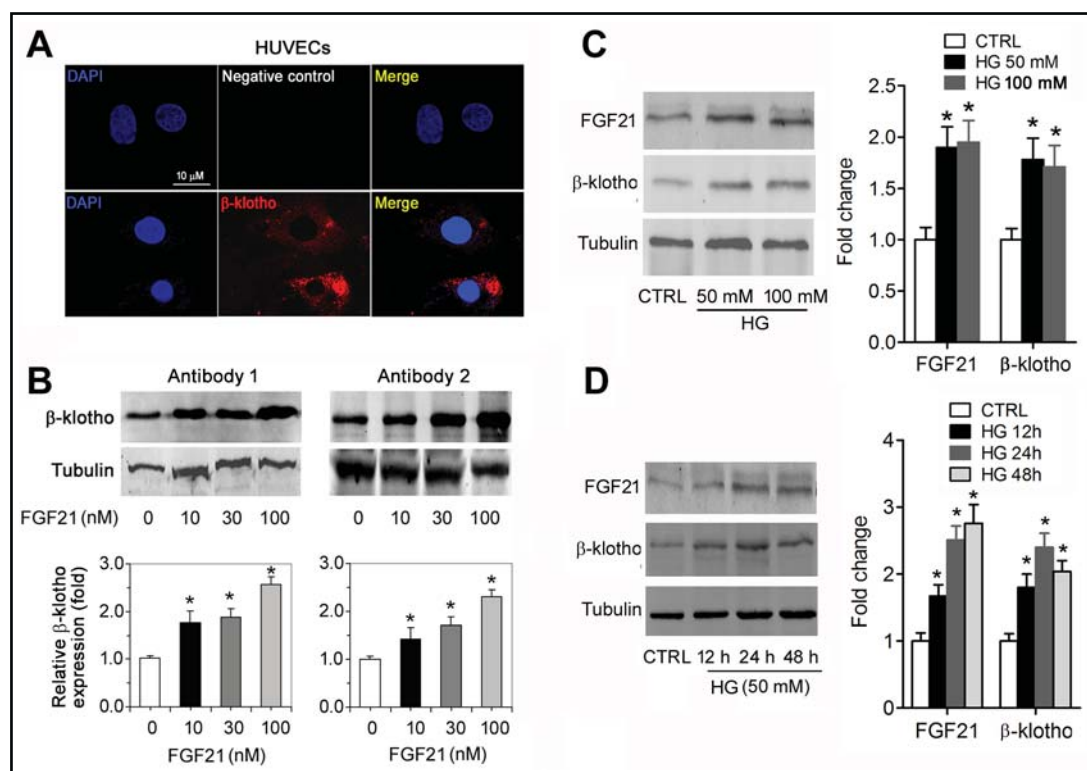 A
HUVECs
DAPI Negative control Merge
10 μM
DAPI β-klotho Merge
B
Antibody 1 Antibody 2
β-klotho
Tubulin
FGF21 (nM) 0 10 30 100 0 10 30 100
Relative β-klotho
expression (fold)
3.0
2.0
1.0
0.0
* * *
0 10 30 100
FGF21 (nM)
3.0
2.0
1.0
0.0
* * *
0 10 30 100
FGF21 (nM)
C
FGF21
β-klotho
Tubulin
CTRL 50 mM 100 mM
HG
CTRL
HG 50 mM
HG 100 mM
Fold change
2.5
2.0
1.5
1.0
0.5
0.0
* * * *
FGF21 β-klotho
D
FGF21
β-klotho
Tubulin
CTRL 12 h 24 h 48 h
HG (50 mM)
CTRL
HG 12h
HG 24h
HG 48h
Fold change
4
3
2
1
0
* * * * * *
FGF21 β-klotho